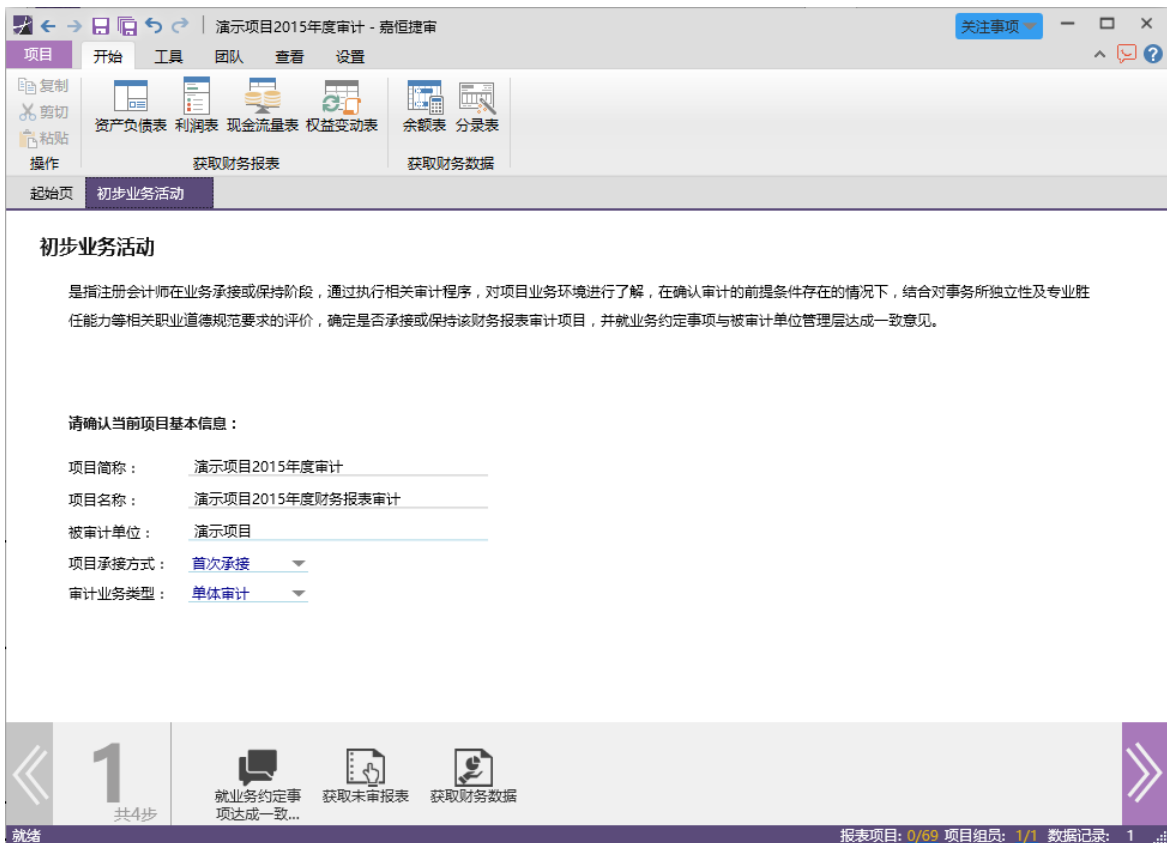 演示项目2015年度审计 - 嘉恒捷审
关注事项
项目 开始 工具 团队 查看 设置
复制
剪切
粘贴
资产负债表 利润表 现金流量表 权益变动表 余额表 分录表
操作 获取财务报表 获取财务数据
起始页 初步业务活动
初步业务活动
是指注册会计师在业务承接或保持阶段，通过执行相关审计程序，对项目业务环境进行了解，在确认审计的前提条件存在的情况下，结合对事务所独立性及专业胜
任能力等相关职业道德规范要求的评价，确定是否承接或保持该财务报表审计项目，并就业务约定事项与被审计单位管理层达成一致意见。
请确认当前项目基本信息：
项目简称： 演示项目2015年度审计
项目名称： 演示项目2015年度财务报表审计
被审计单位： 演示项目
项目承接方式： 首次承接
审计业务类型： 单体审计
1
共4步
就业务约定事
项达成一致...
获取未审报表
获取财务数据
就绪 报表项目: 0/69 项目组员: 1/1 数据记录: 1